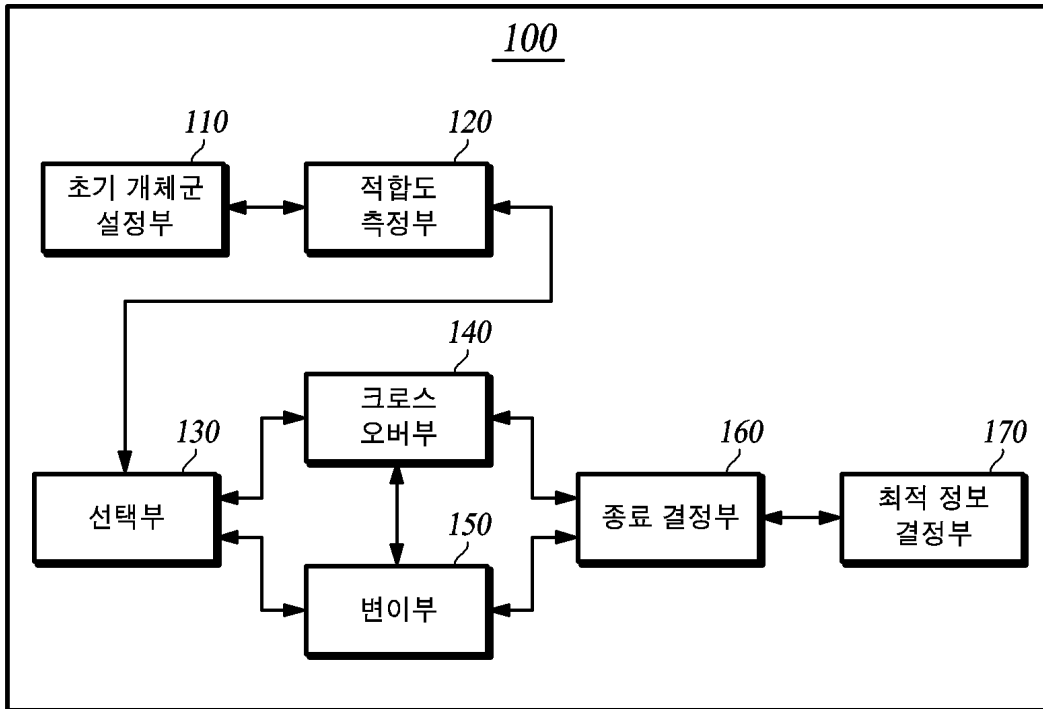 100
110
초기 개체군
설정부
120
적합도
측정부
140
크로스
오버부
130
선택부
150
변이부
160
종료 결정부
170
최적 정보
결정부